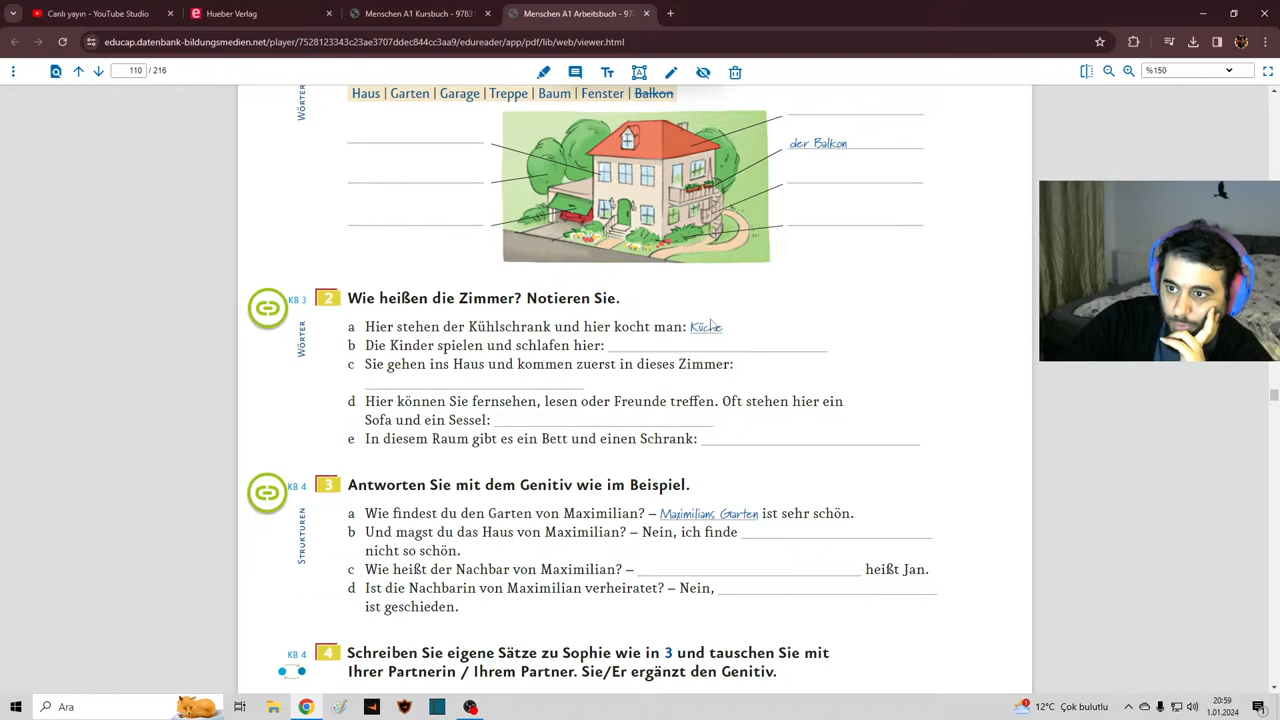 Canlı yayın - YouTube Studio
Hueber Verlag
Menschen A1 Kursbuch - 9783
Menschen A1 Arbeitsbuch - 978
educap.datenbank-bildungsmedien.net/player/7528123343c23ae3707ddec844cc3aa9/edureader/app/pdf/lib/web/viewer.html
110 / 216
%150
WÖRTER
Haus | Garten | Garage | Treppe | Baum | Fenster | Balkon
der Balkon
KB 3
2 Wie heißen die Zimmer? Notieren Sie.
WÖRTER
a Hier stehen der Kühlschrank und hier kocht man: Küche
b Die Kinder spielen und schlafen hier:
c Sie gehen ins Haus und kommen zuerst in dieses Zimmer:
d Hier können Sie fernsehen, lesen oder Freunde treffen. Oft stehen hier ein
Sofa und ein Sessel:
e In diesem Raum gibt es ein Bett und einen Schrank:
KB 4
3 Antworten Sie mit dem Genitiv wie im Beispiel.
STRUKTUREN
a Wie findest du den Garten von Maximilian? – Maximilians Garten ist sehr schön.
b Und magst du das Haus von Maximilian? – Nein, ich finde
nicht so schön.
c Wie heißt der Nachbar von Maximilian? – heißt Jan.
d Ist die Nachbarin von Maximilian verheiratet? – Nein,
ist geschieden.
KB 4
4 Schreiben Sie eigene Sätze zu Sophie wie in 3 und tauschen Sie mit
Ihrer Partnerin / Ihrem Partner. Sie/Er ergänzt den Genitiv.
Ara
12°C Çok bulutlu
20:59
1.01.2024